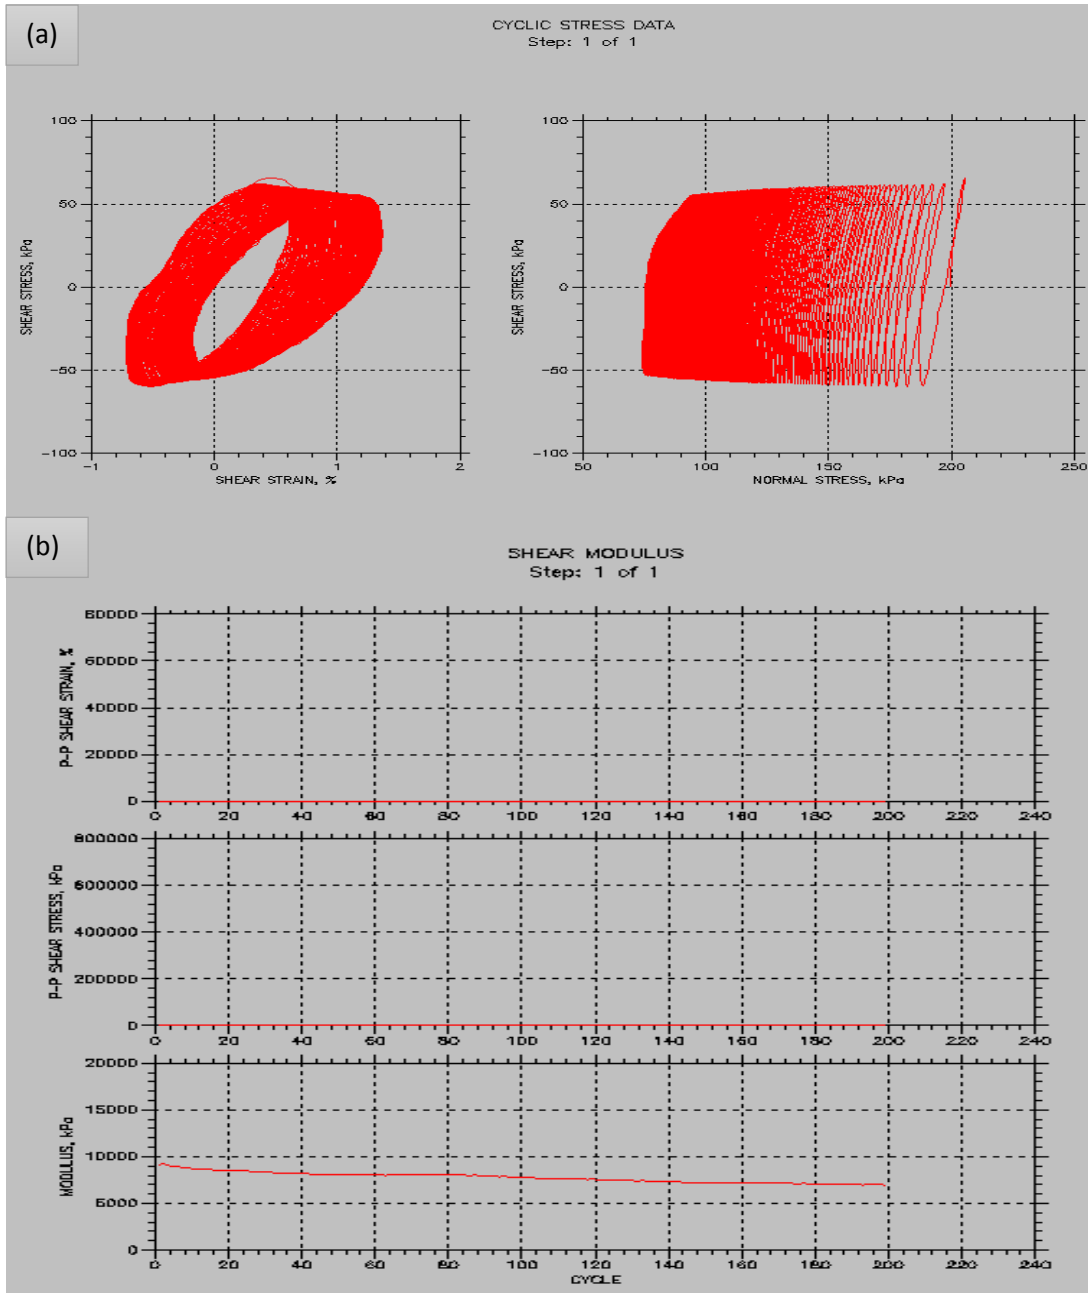 (a)
CYCLIC STRESS DATA
Step: 1 of 1
SHEAR STRESS, kPa
100
50
0
-50
-100
-1 0 1 2
SHEAR STRAIN, %
SHEAR STRESS, kPa
100
50
0
-50
-100
50 100 150 200 250
NORMAL STRESS, kPa
(b)
SHEAR MODULUS
Step: 1 of 1
P-P SHEAR STRAIN, %
80000
60000
40000
20000
0
0 20 40 60 80 100 120 140 160 180 200 220 240
P-P SHEAR STRESS, kPa
800000
600000
400000
200000
0
0 20 40 60 80 100 120 140 160 180 200 220 240
MODULUS, kPa
20000
15000
10000
5000
0
0 20 40 60 80 100 120 140 160 180 200 220 240
CYCLE